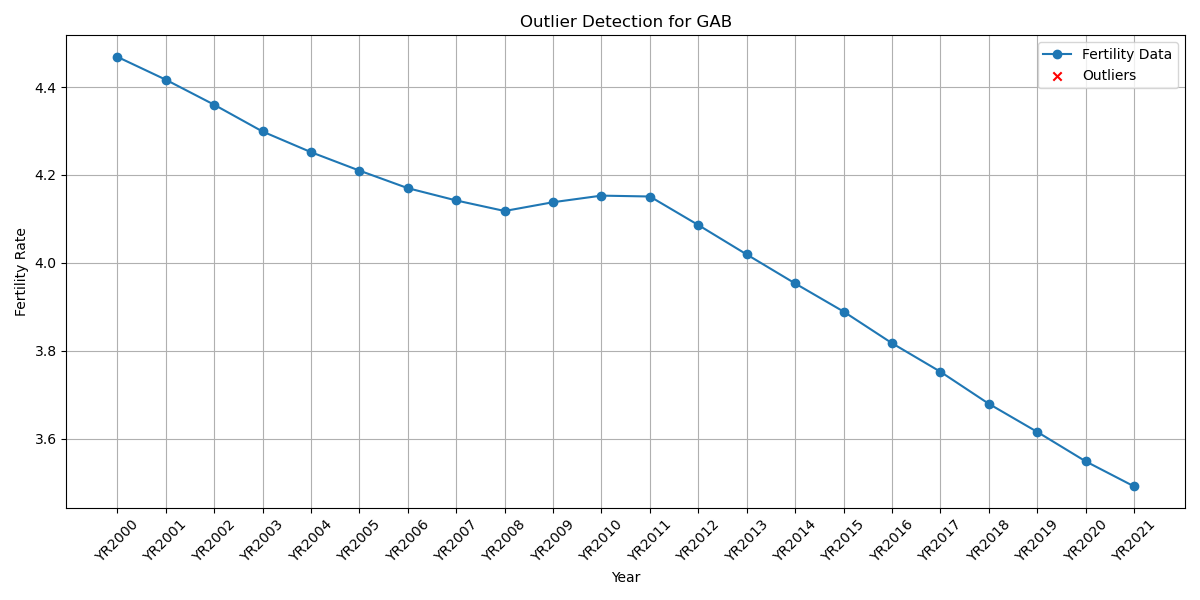 Outlier Detection for GAB
Fertility Data
Outliers
Fertility Rate
4.4
4.2
4.0
3.8
3.6
YR2000
YR2001
YR2002
YR2003
YR2004
YR2005
YR2006
YR2007
YR2008
YR2009
YR2010
YR2011
YR2012
YR2013
YR2014
YR2015
YR2016
YR2017
YR2018
YR2019
YR2020
YR2021
Year